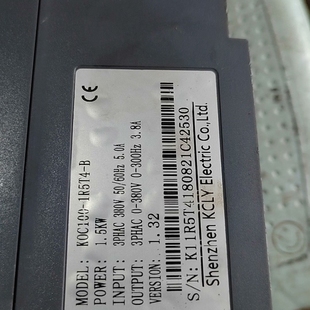 CE
MODEL: KOC100-1R5T4-B
POWER: 1.5KW
INPUT: 3PHAC 380V 50/60Hz 5.0A
OUTPUT: 3PHAC 0-380V 0-300Hz 3.8A
VERSION: 1.32
S/N: K11R5T4180821C42530
Shenzhen KCLY Electric Co.,Ltd.